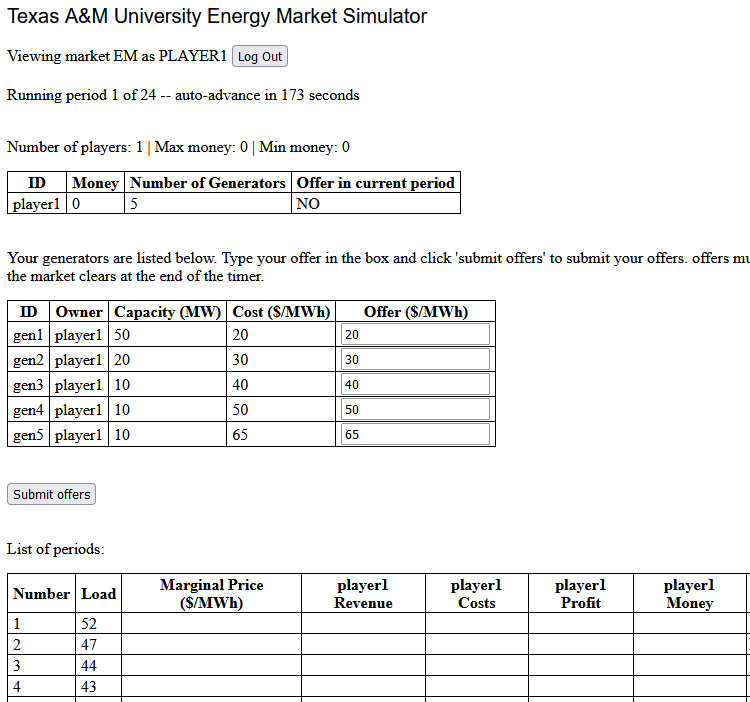 Texas A&M University Energy Market Simulator
Viewing market EM as PLAYER1 Log Out
Running period 1 of 24 -- auto-advance in 173 seconds
Number of players: 1 | Max money: 0 | Min money: 0
ID Money Number of Generators Offer in current period
player1 0 5 NO
Your generators are listed below. Type your offer in the box and click 'submit offers' to submit your offers. offers
the market clears at the end of the timer.
ID Owner Capacity (MW) Cost ($/MWh) Offer ($/MWh)
gen1 player1 50 20 20
gen2 player1 20 30 30
gen3 player1 10 40 40
gen4 player1 10 50 50
gen5 player1 10 65 65
Submit offers
List of periods:
Number Load Marginal Price ($/MWh) player1 Revenue player1 Costs player1 Profit player1 Money
1 52
2 47
3 44
4 43